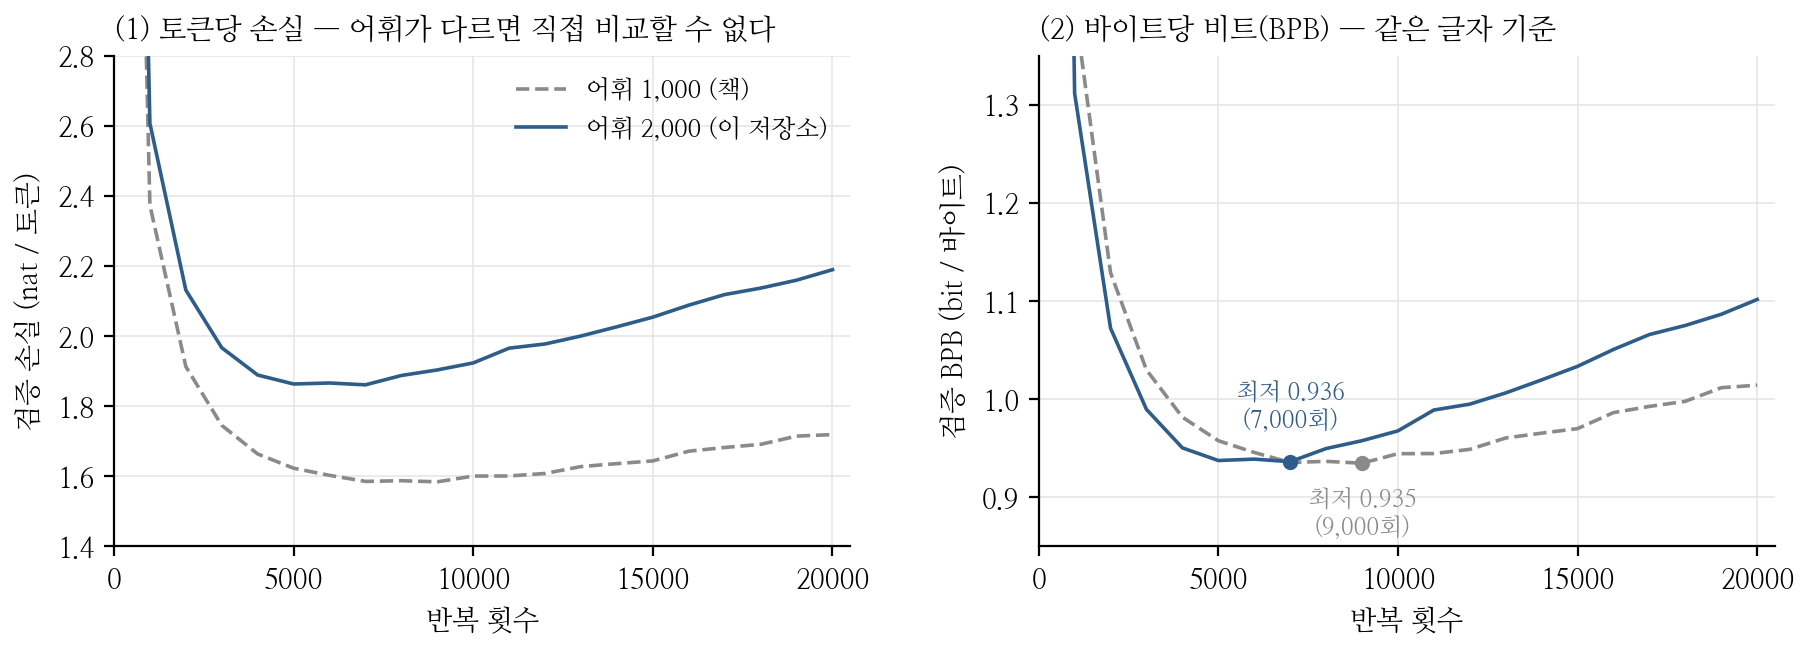 (1) 토큰당 손실 — 어휘가 다르면 직접 비교할 수 없다
검증 손실 (nat / 토큰)
2.8
2.6
2.4
2.2
2.0
1.8
1.6
1.4
어휘 1,000 (책)
어휘 2,000 (이 저장소)
0
5000
10000
15000
20000
반복 횟수
(2) 바이트당 비트(BPB) — 같은 글자 기준
검증 BPB (bit / 바이트)
1.3
1.2
1.1
1.0
0.9
최저 0.936
(7,000회)
최저 0.935
(9,000회)
0
5000
10000
15000
20000
반복 횟수